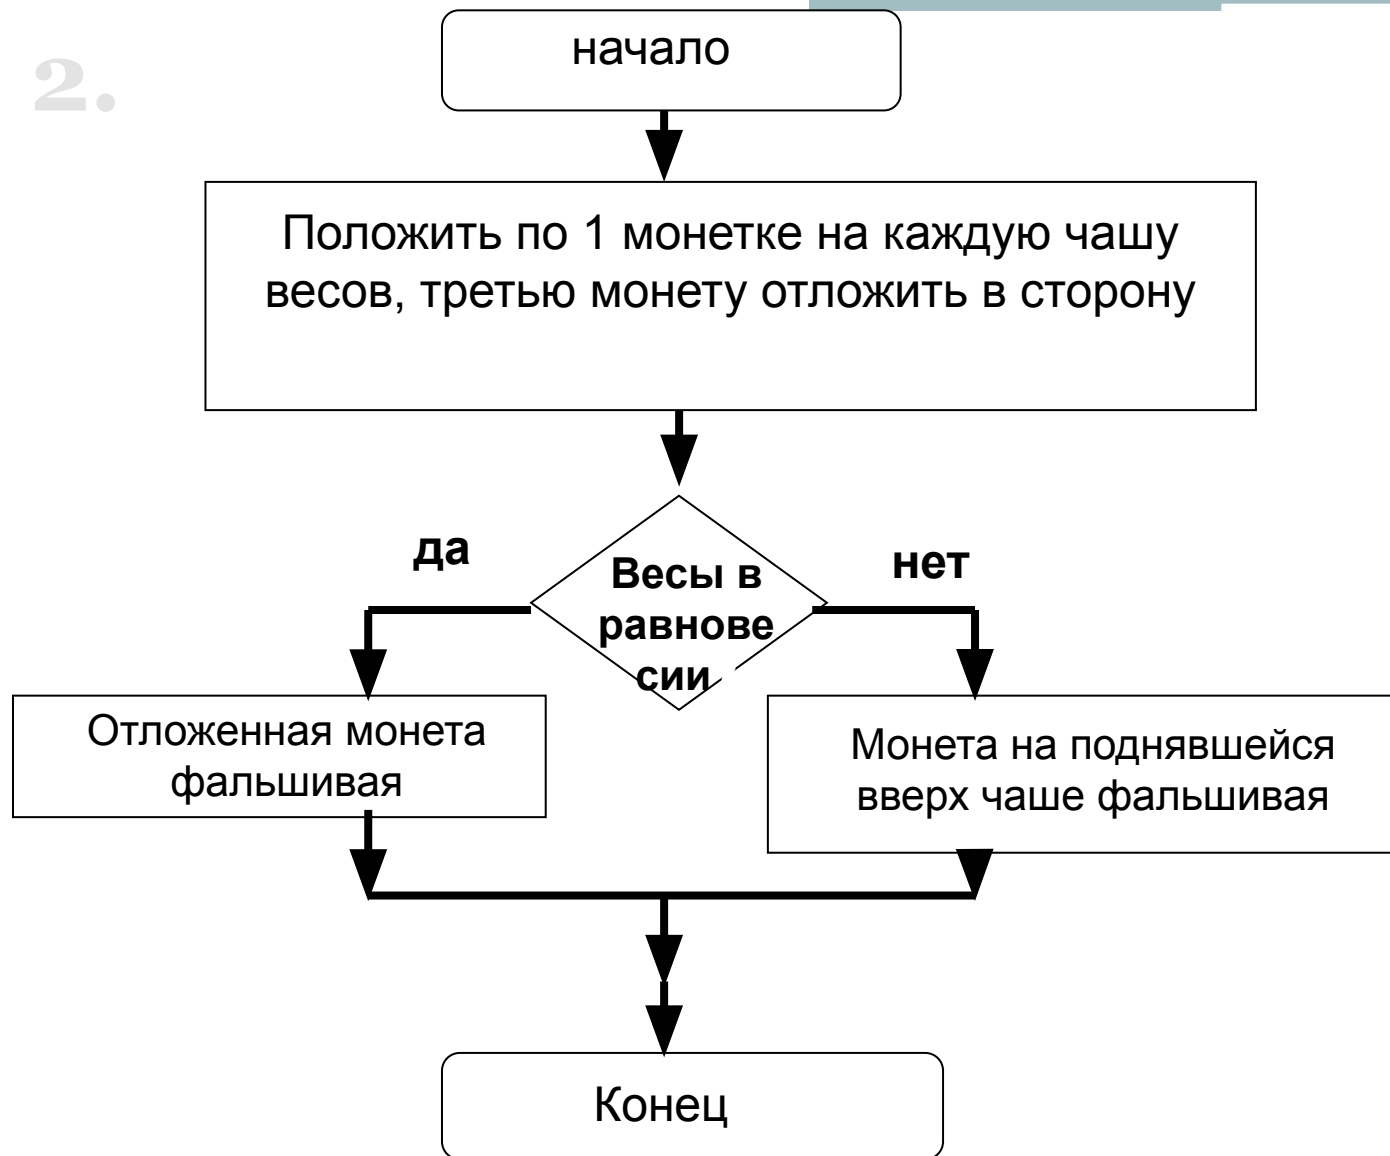 2.
начало
Положить по 1 монетке на каждую чашу
весов, третью монету отложить в сторону
да
Весы в
равнове
сии
нет
Отложенная монета
фальшивая
Монета на поднявшейся
вверх чаше фальшивая
Конец